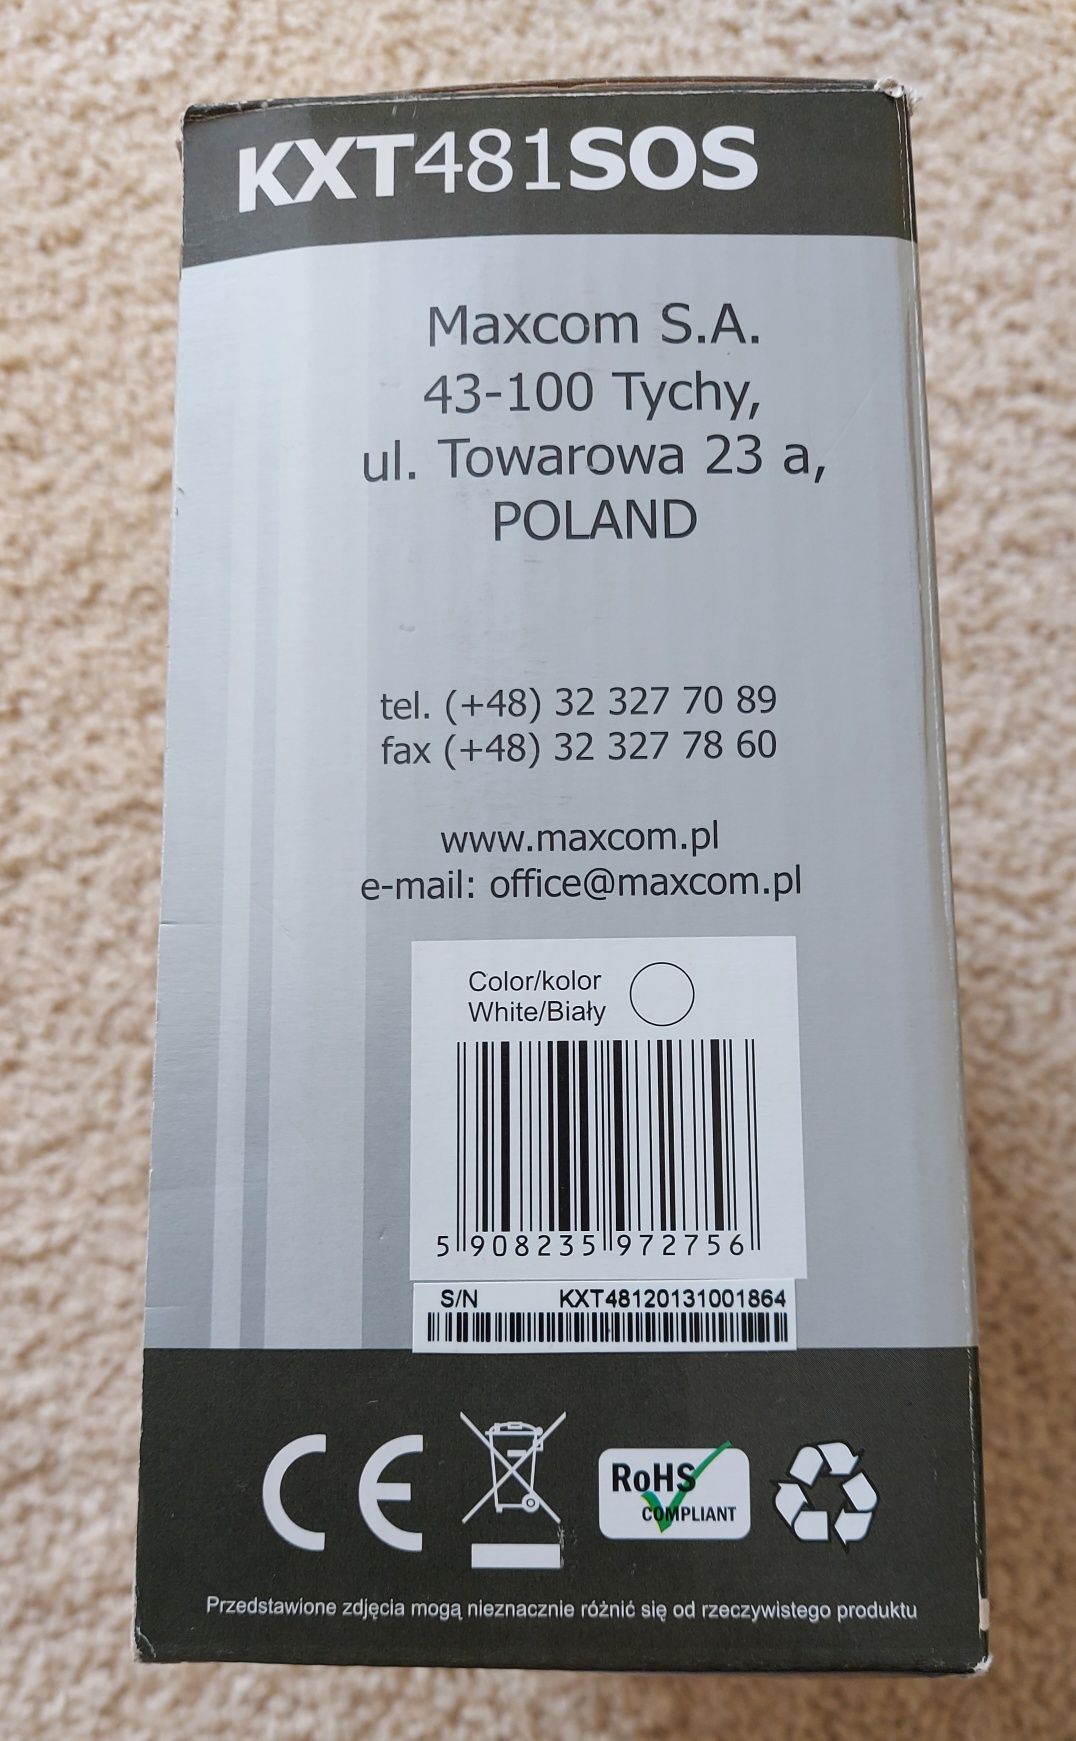 KXT481SOS
Maxcom S.A.
43-100 Tychy,
ul. Towarowa 23 a,
POLAND
tel. (+48) 32 327 70 89
fax (+48) 32 327 78 60
www.maxcom.pl
e-mail: office@maxcom.pl
Color/kolor
White/Biały
5 908235 972756
S/N KXT48120131001864
CE
RoHS
COMPLIANT
Przedstawione zdjęcia mogą nieznacznie różnić się od rzeczywistego produktu